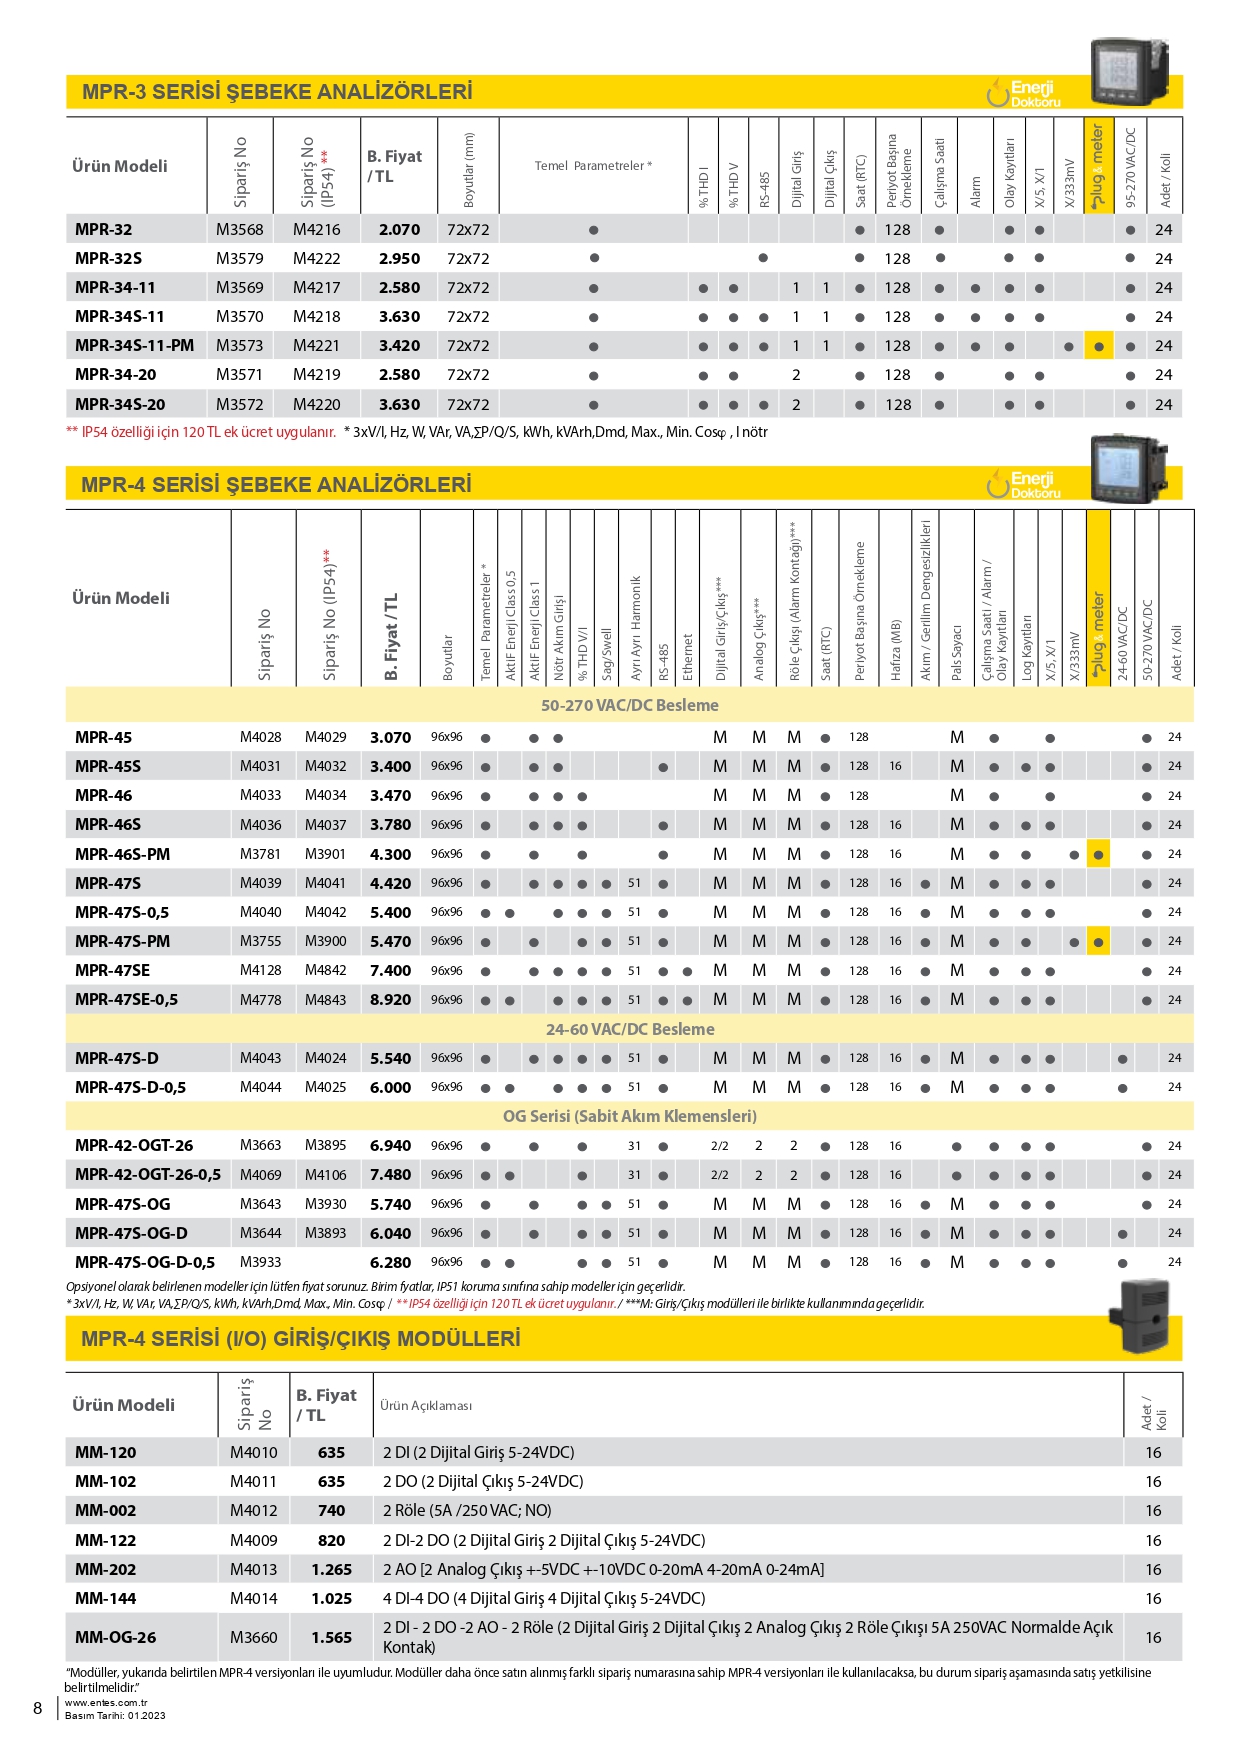 MPR-3 SERİSİ ŞEBEKE ANALİZÖRLERİ
Enerji
Doktoru
Ürün Modeli Sipariş No Sipariş No (IP54) ** B. Fiyat / TL Boyutlar (mm) Temel Parametreler * % THD I % THD V RS-485 Dijital Giriş Dijital Çıkış Saat (RTC) Periyot Başına Örnekleme Çalışma Saati Alarm Olay Kayıtları X/5, X/1 X/333mV plug & meter 95-270 VAC/DC Adet / Koli
MPR-32 M3568 M4216 2.070 72x72 ● ● 128 ● ● ● ● 24
MPR-32S M3579 M4222 2.950 72x72 ● ● ● 128 ● ● ● ● 24
MPR-34-11 M3569 M4217 2.580 72x72 ● ● ● 1 1 ● 128 ● ● ● ● ● 24
MPR-34S-11 M3570 M4218 3.630 72x72 ● ● ● ● 1 1 ● 128 ● ● ● ● ● 24
MPR-34S-11-PM M3573 M4221 3.420 72x72 ● ● ● ● 1 1 ● 128 ● ● ● ● ● ● 24
MPR-34-20 M3571 M4219 2.580 72x72 ● ● ● 2 ● 128 ● ● ● ● 24
MPR-34S-20 M3572 M4220 3.630 72x72 ● ● ● ● 2 ● 128 ● ● ● ● 24
** IP54 özelliği için 120 TL ek ücret uygulanır. * 3xV/I, Hz, W, VAr, VA,∑P/Q/S, kWh, kVArh,Dmd, Max., Min. Cosφ , I nötr
MPR-4 SERİSİ ŞEBEKE ANALİZÖRLERİ
Enerji
Doktoru
Ürün Modeli Sipariş No Sipariş No (IP54)** B. Fiyat / TL Boyutlar Temel Parametreler * AktiF Enerji Class 0,5 AktiF Enerji Class 1 Nötr Akım Girişi % THD V/I Sag/Swell Ayrı Ayrı Harmonik RS-485 Ethernet Dijital Giriş/Çıkış*** Analog Çıkış*** Röle Çıkışı (Alarm Kontağı)*** Saat (RTC) Periyot Başına Örnekleme Hafıza (MB) Akım / Gerilim Dengesizlikleri Pals Sayacı Çalışma Saati / Alarm / Olay Kayıtları Log Kayıtları X/5, X/1 X/333mV plug & meter 24-60 VAC/DC 50-270 VAC/DC Adet / Koli
50-270 VAC/DC Besleme
MPR-45 M4028 M4029 3.070 96x96 ● ● ● M M M ● 128 M ● ● ● 24
MPR-45S M4031 M4032 3.400 96x96 ● ● ● ● M M M ● 128 16 M ● ● ● ● 24
MPR-46 M4033 M4034 3.470 96x96 ● ● ● ● M M M ● 128 M ● ● ● 24
MPR-46S M4036 M4037 3.780 96x96 ● ● ● ● ● M M M ● 128 16 M ● ● ● ● 24
MPR-46S-PM M3781 M3901 4.300 96x96 ● ● ● ● M M M ● 128 16 M ● ● ● ● ● 24
MPR-47S M4039 M4041 4.420 96x96 ● ● ● ● ● 51 ● M M M ● 128 16 ● M ● ● ● ● 24
MPR-47S-0,5 M4040 M4042 5.400 96x96 ● ● ● ● ● 51 ● M M M ● 128 16 ● M ● ● ● ● 24
MPR-47S-PM M3755 M3900 5.470 96x96 ● ● ● ● 51 ● M M M ● 128 16 ● M ● ● ● ● ● 24
MPR-47SE M4128 M4842 7.400 96x96 ● ● ● ● ● 51 ● ● M M M ● 128 16 ● M ● ● ● ● 24
MPR-47SE-0,5 M4778 M4843 8.920 96x96 ● ● ● ● ● 51 ● ● M M M ● 128 16 ● M ● ● ● ● 24
24-60 VAC/DC Besleme
MPR-47S-D M4043 M4024 5.540 96x96 ● ● ● ● ● 51 ● M M M ● 128 16 ● M ● ● ● ● 24
MPR-47S-D-0,5 M4044 M4025 6.000 96x96 ● ● ● ● ● 51 ● M M M ● 128 16 ● M ● ● ● ● 24
OG Serisi (Sabit Akım Klemensleri)
MPR-42-OGT-26 M3663 M3895 6.940 96x96 ● ● ● 31 ● 2/2 2 2 ● 128 16 ● ● ● ● ● 24
MPR-42-OGT-26-0,5 M4069 M4106 7.480 96x96 ● ● ● 31 ● 2/2 2 2 ● 128 16 ● ● ● ● ● 24
MPR-47S-OG M3643 M3930 5.740 96x96 ● ● ● ● 51 ● M M M ● 128 16 ● M ● ● ● ● 24
MPR-47S-OG-D M3644 M3893 6.040 96x96 ● ● ● ● 51 ● M M M ● 128 16 ● M ● ● ● ● 24
MPR-47S-OG-D-0,5 M3933 6.280 96x96 ● ● ● ● 51 ● M M M ● 128 16 ● M ● ● ● ● 24
Opsiyonel olarak belirlenen modeller için lütfen fiyat sorunuz. Birim fiyatlar, IP51 koruma sınıfına sahip modeller için geçerlidir.
* 3xV/I, Hz, W, VAr, VA,∑P/Q/S, kWh, kVArh,Dmd, Max., Min. Cosφ / ** IP54 özelliği için 120 TL ek ücret uygulanır. / ***M: Giriş/Çıkış modülleri ile birlikte kullanımında geçerlidir.
MPR-4 SERİSİ (I/O) GİRİŞ/ÇIKIŞ MODÜLLERİ
Ürün Modeli Sipariş No B. Fiyat / TL Ürün Açıklaması Adet / Koli
MM-120 M4010 635 2 DI (2 Dijital Giriş 5-24VDC) 16
MM-102 M4011 635 2 DO (2 Dijital Çıkış 5-24VDC) 16
MM-002 M4012 740 2 Röle (5A /250 VAC; NO) 16
MM-122 M4009 820 2 DI-2 DO (2 Dijital Giriş 2 Dijital Çıkış 5-24VDC) 16
MM-202 M4013 1.265 2 AO [2 Analog Çıkış +-5VDC +-10VDC 0-20mA 4-20mA 0-24mA] 16
MM-144 M4014 1.025 4 DI-4 DO (4 Dijital Giriş 4 Dijital Çıkış 5-24VDC) 16
MM-OG-26 M3660 1.565 2 DI - 2 DO -2 AO - 2 Röle (2 Dijital Giriş 2 Dijital Çıkış 2 Analog Çıkış 2 Röle Çıkışı 5A 250VAC Normalde Açık
Kontak) 16
“Modüller, yukarıda belirtilen MPR-4 versiyonları ile uyumludur. Modüller daha önce satın alınmış farklı sipariş numarasına sahip MPR-4 versiyonları ile kullanılacaksa, bu durum sipariş aşamasında satış yetkilisine
belirtilmelidir.”
8
www.entes.com.tr
Basım Tarihi: 01.2023